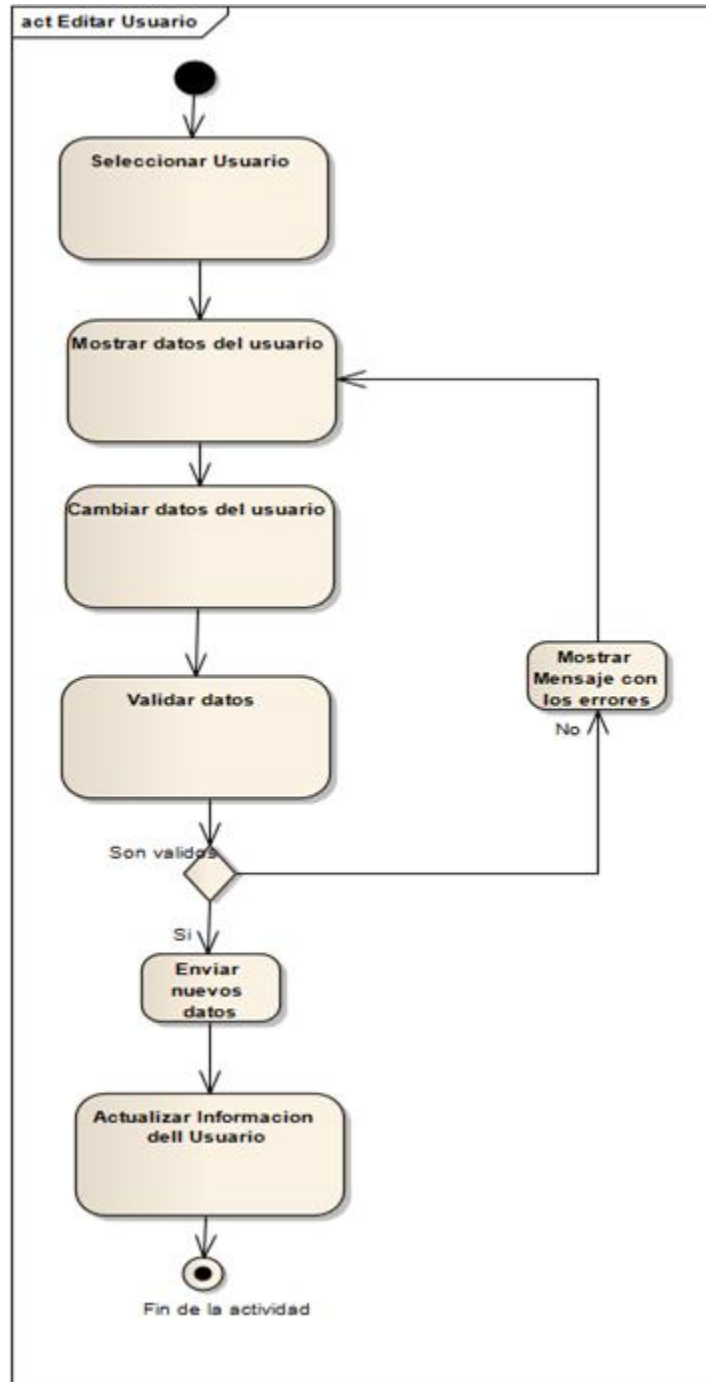 act Editar Usuario
Seleccionar Usuario
Mostrar datos del usuario
Cambiar datos del usuario
Validar datos
Mostrar
Mensaje con
los errores
No
Son validos
Si
Enviar
nuevos
datos
Actualizar Informacion
dell Usuario
Fin de la actividad